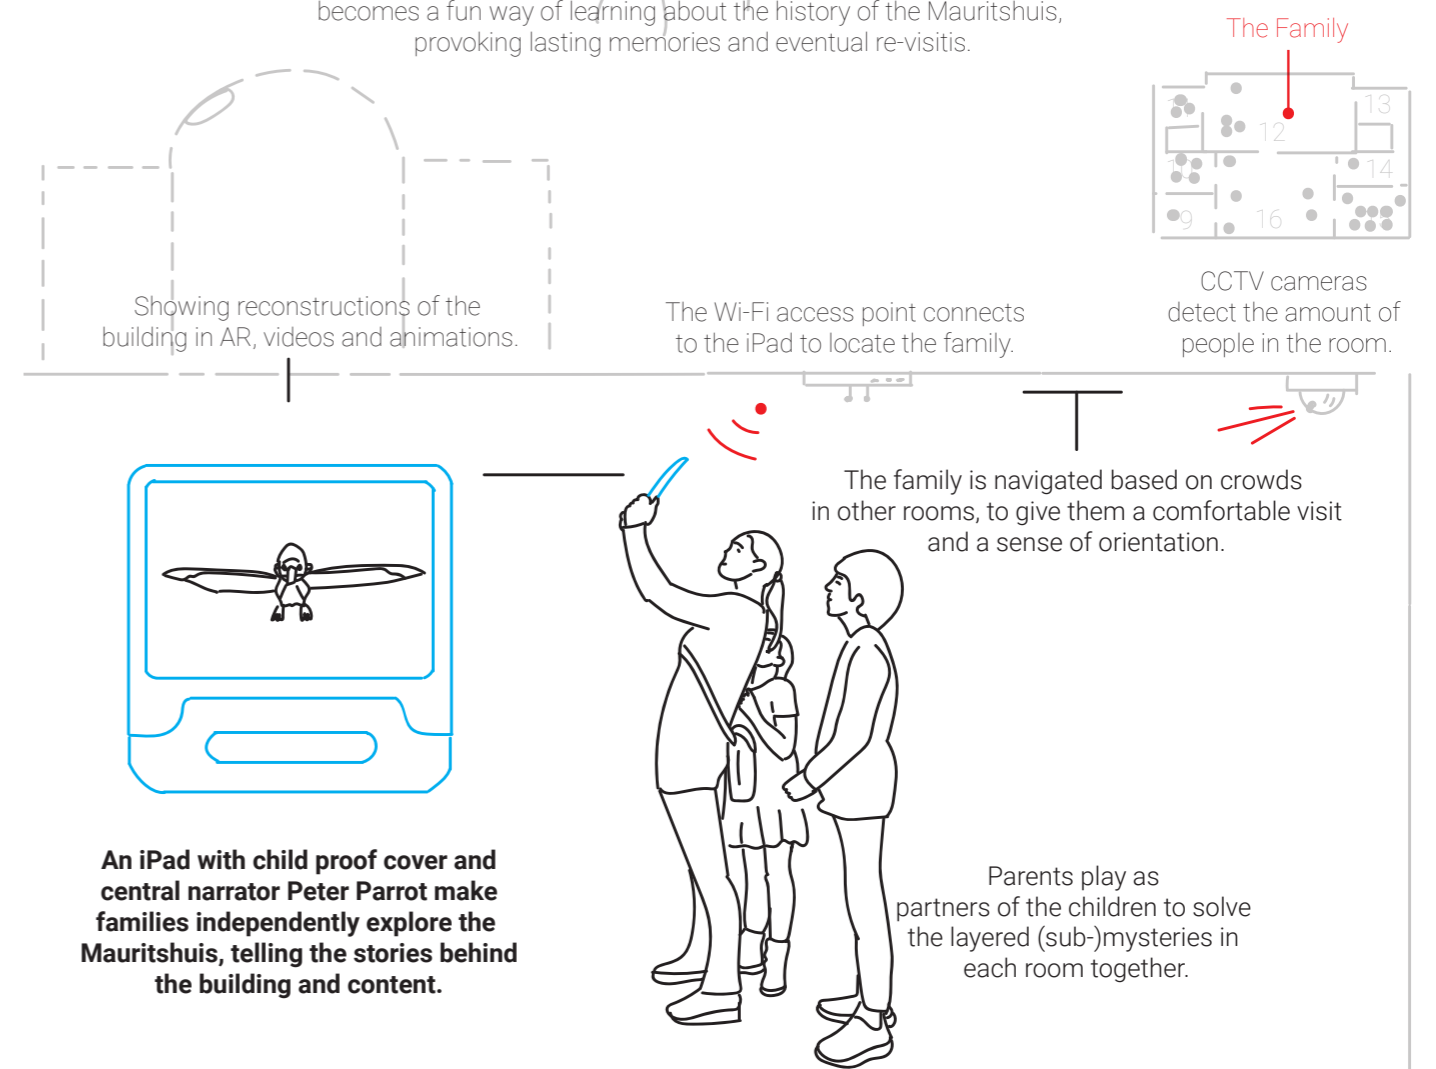 becomes a fun way of learning about the history of the Mauritshuis,
provoking lasting memories and eventual re-visitis.
The Family
13
12
10
14
9
16
Showing reconstructions of the
building in AR, videos and animations.
The Wi-Fi access point connects
to the iPad to locate the family.
CCTV cameras
detect the amount of
people in the room.
The family is navigated based on crowds
in other rooms, to give them a comfortable visit
and a sense of orientation.
An iPad with child proof cover and
central narrator Peter Parrot make
families independently explore the
Mauritshuis, telling the stories behind
the building and content.
Parents play as
partners of the children to solve
the layered (sub-)mysteries in
each room together.